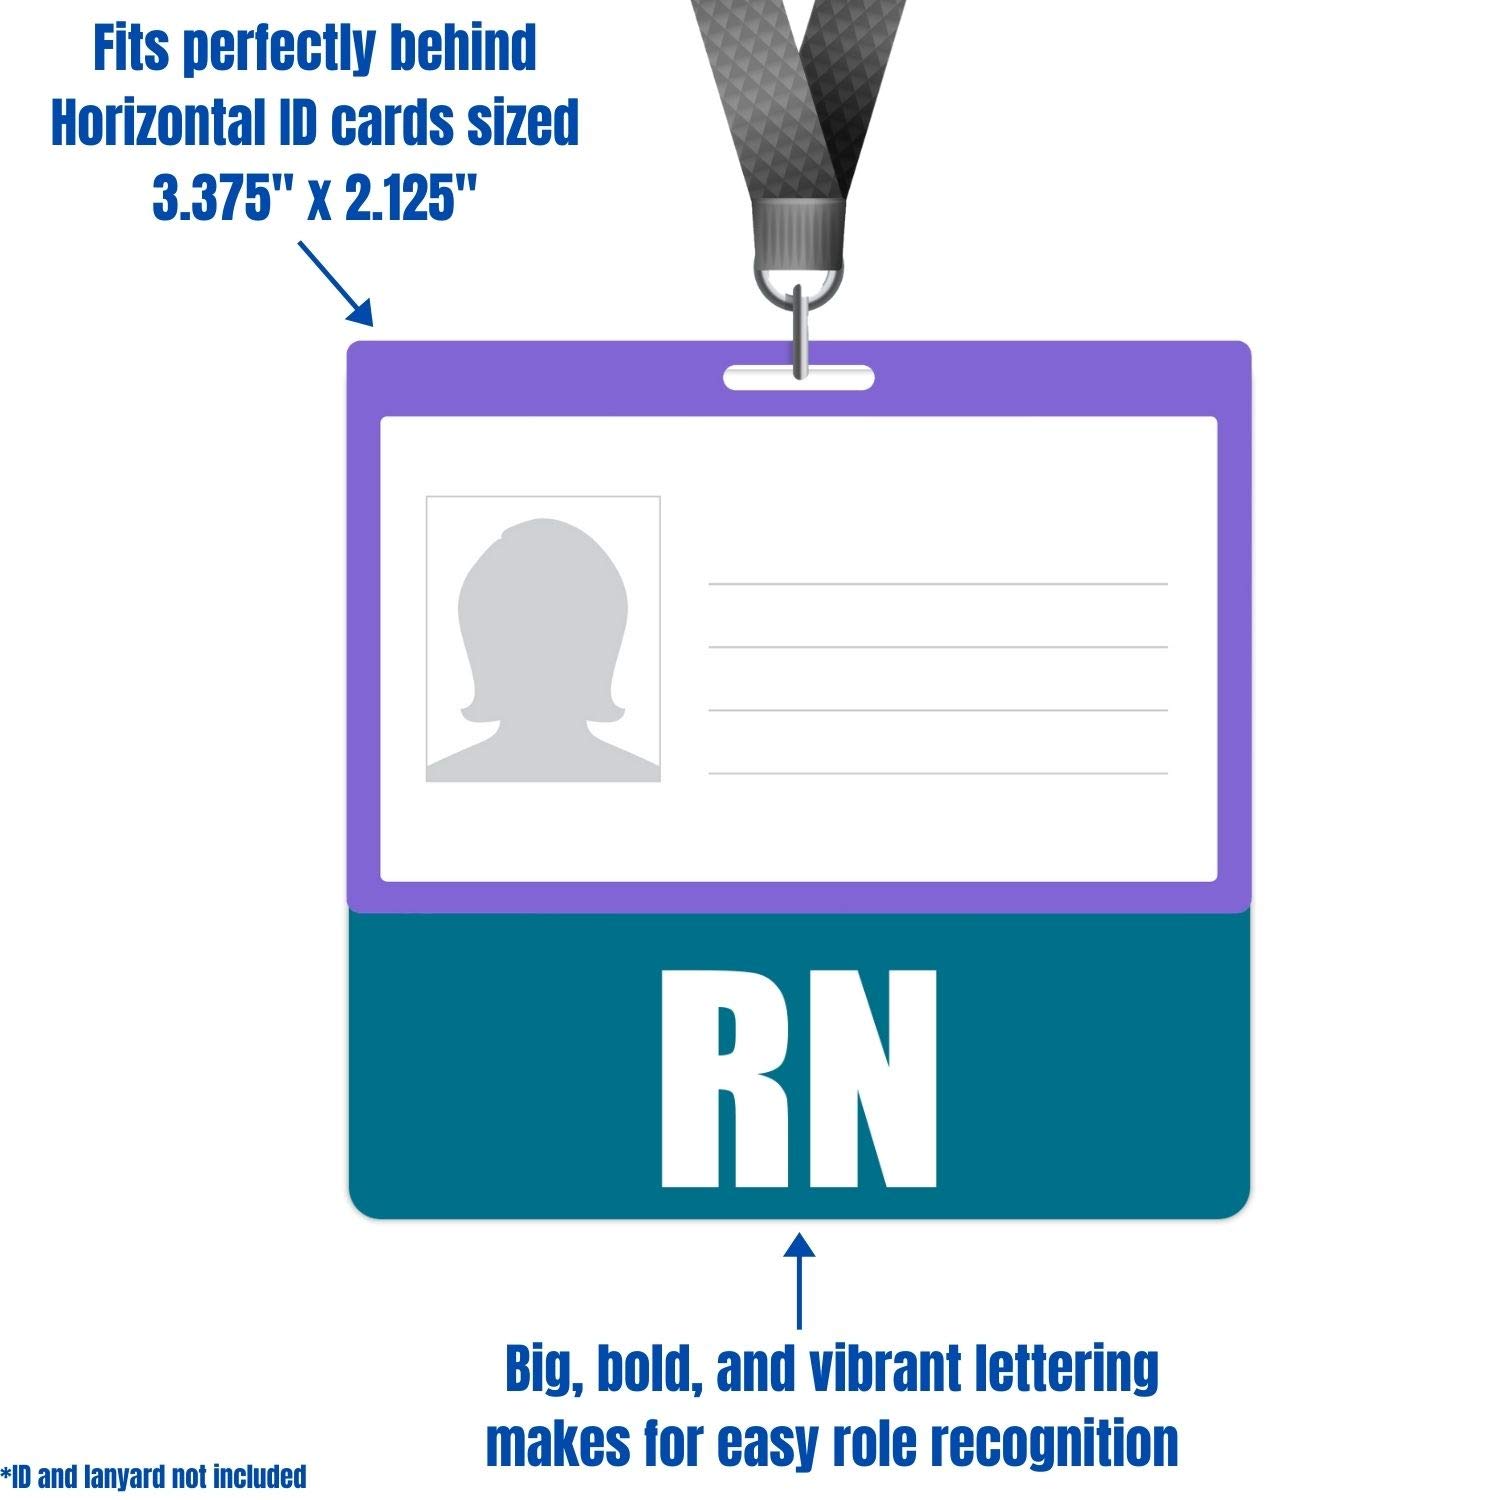 Fits perfectly behind
Horizontal ID cards sized
3.375" x 2.125"
RN
Big, bold, and vibrant lettering
makes for easy role recognition
*ID and lanyard not included